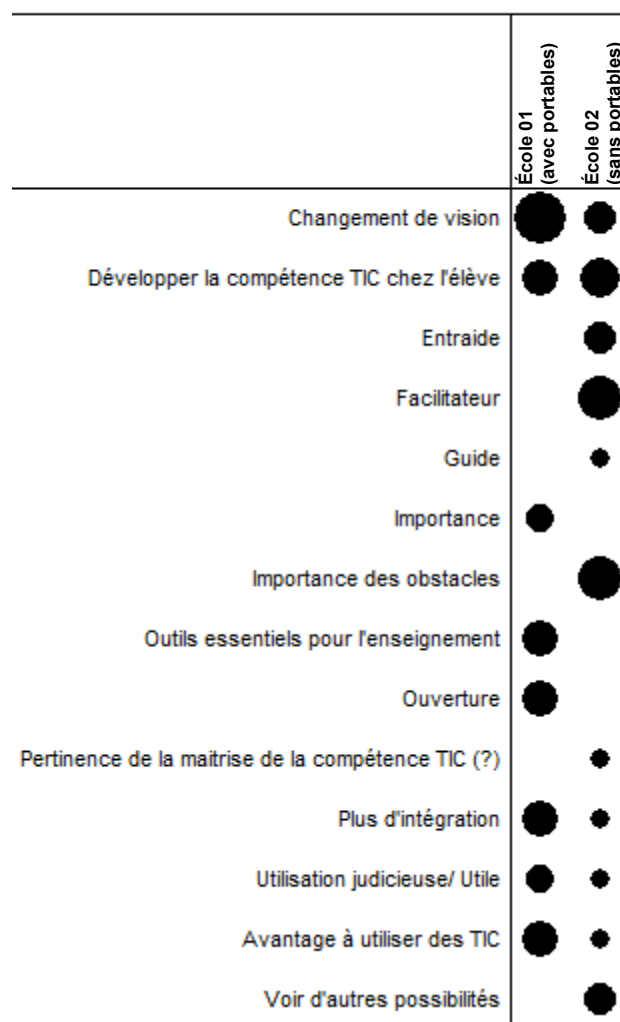 École 01
(avec portables)
École 02
(sans portables)
Changement de vision
Développer la compétence TIC chez l'élève
Entraide
Facilitateur
Guide
Importance
Importance des obstacles
Outils essentiels pour l'enseignement
Ouverture
Pertinence de la maitrise de la compétence TIC (?)
Plus d'intégration
Utilisation judicieuse/ Utile
Avantage à utiliser des TIC
Voir d'autres possibilités